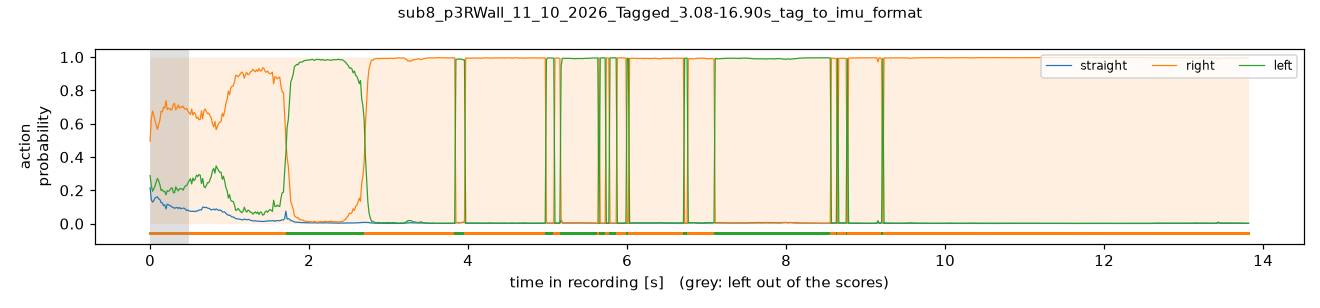 sub8_p3RWall_11_10_2026_Tagged_3.08-16.90s_tag_to_imu_format
1.0
0.8
0.6
0.4
0.2
0.0
action
probability
straight right left
0 2 4 6 8 10 12 14
time in recording [s] (grey: left out of the scores)